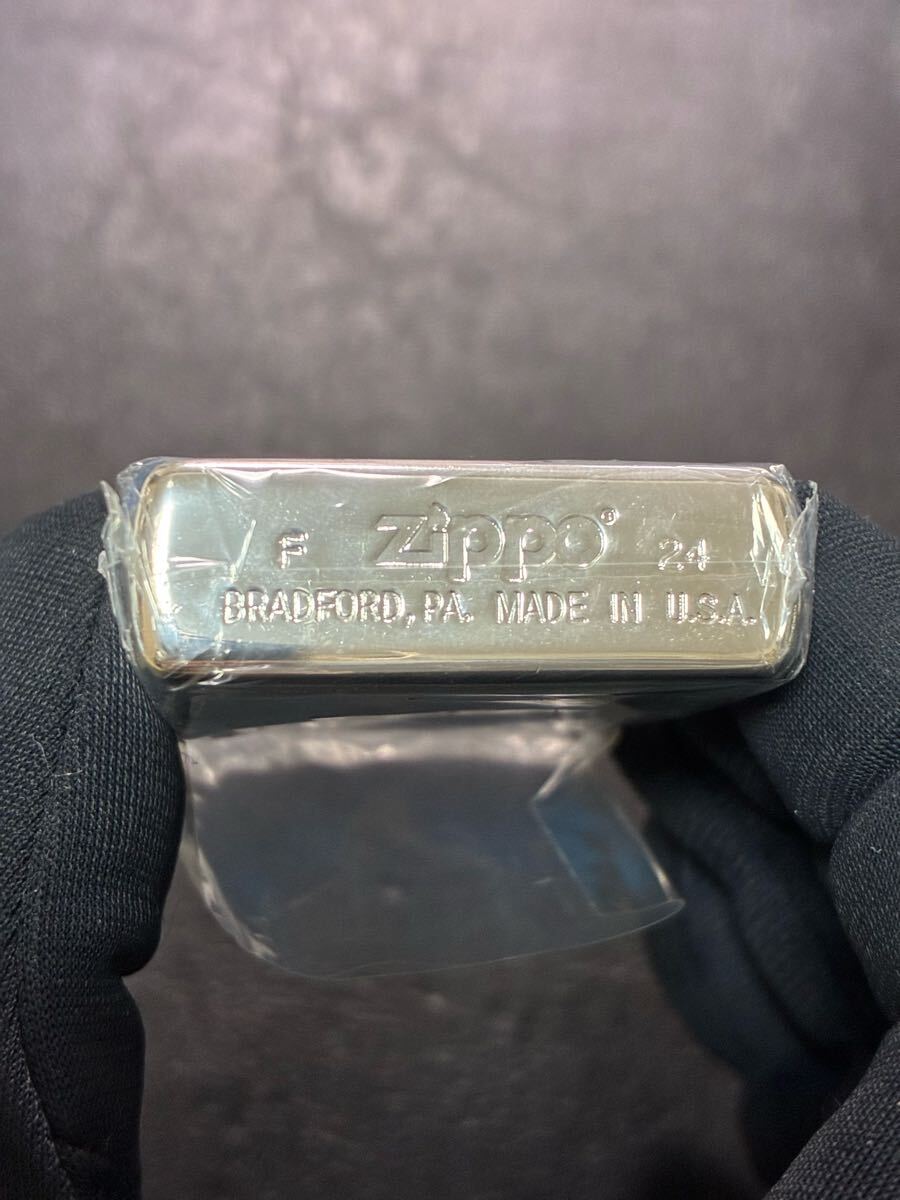 F Zippo® 24
BRADFORD, PA. MADE IN U.S.A.